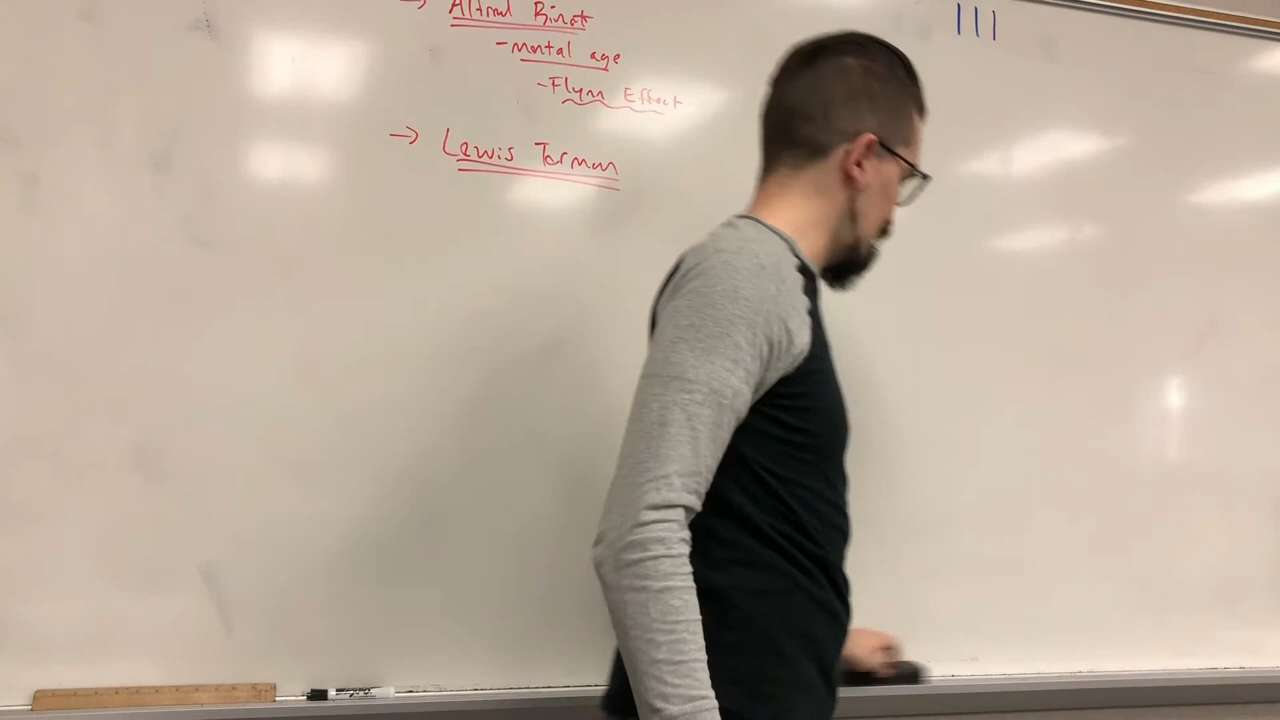 → Alfred Binet
- mental age
- Flynn Effect
→ Lewis Terman
|||